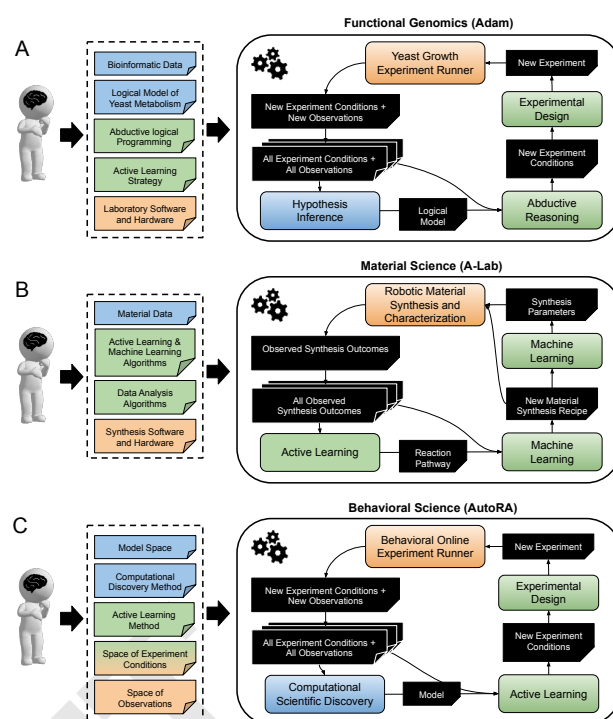 Functional Genomics (Adam)
A
Bioinformatic Data
Logical Model of
Yeast Metabolism
Abductive logical
Programming
Active Learning
Strategy
Laboratory Software
and Hardware
Yeast Growth
Experiment Runner
New Experiment
New Experiment Conditions +
New Observations
Experimental
Design
All Experiment Conditions +
All Observations
New Experiment
Conditions
Hypothesis
Inference
Logical
Model
Abductive
Reasoning
Material Science (A-Lab)
B
Material Data
Active Learning &
Machine Learning
Algorithms
Data Analysis
Algorithms
Synthesis Software
and Hardware
Robotic Material
Synthesis and
Characterization
Synthesis
Parameters
Observed Synthesis Outcomes
Machine
Learning
All Observed
Synthesis Outcomes
New Material
Synthesis Recipe
Active Learning
Reaction
Pathway
Machine
Learning
Behavioral Science (AutoRA)
C
Model Space
Computational
Discovery Method
Active Learning
Method
Space of Experiment
Conditions
Space of
Observations
Behavioral Online
Experiment Runner
New Experiment
New Experiment Conditions +
New Observations
Experimental
Design
All Experiment Conditions +
All Observations
New Experiment
Conditions
Computational
Scientific Discovery
Model
Active Learning